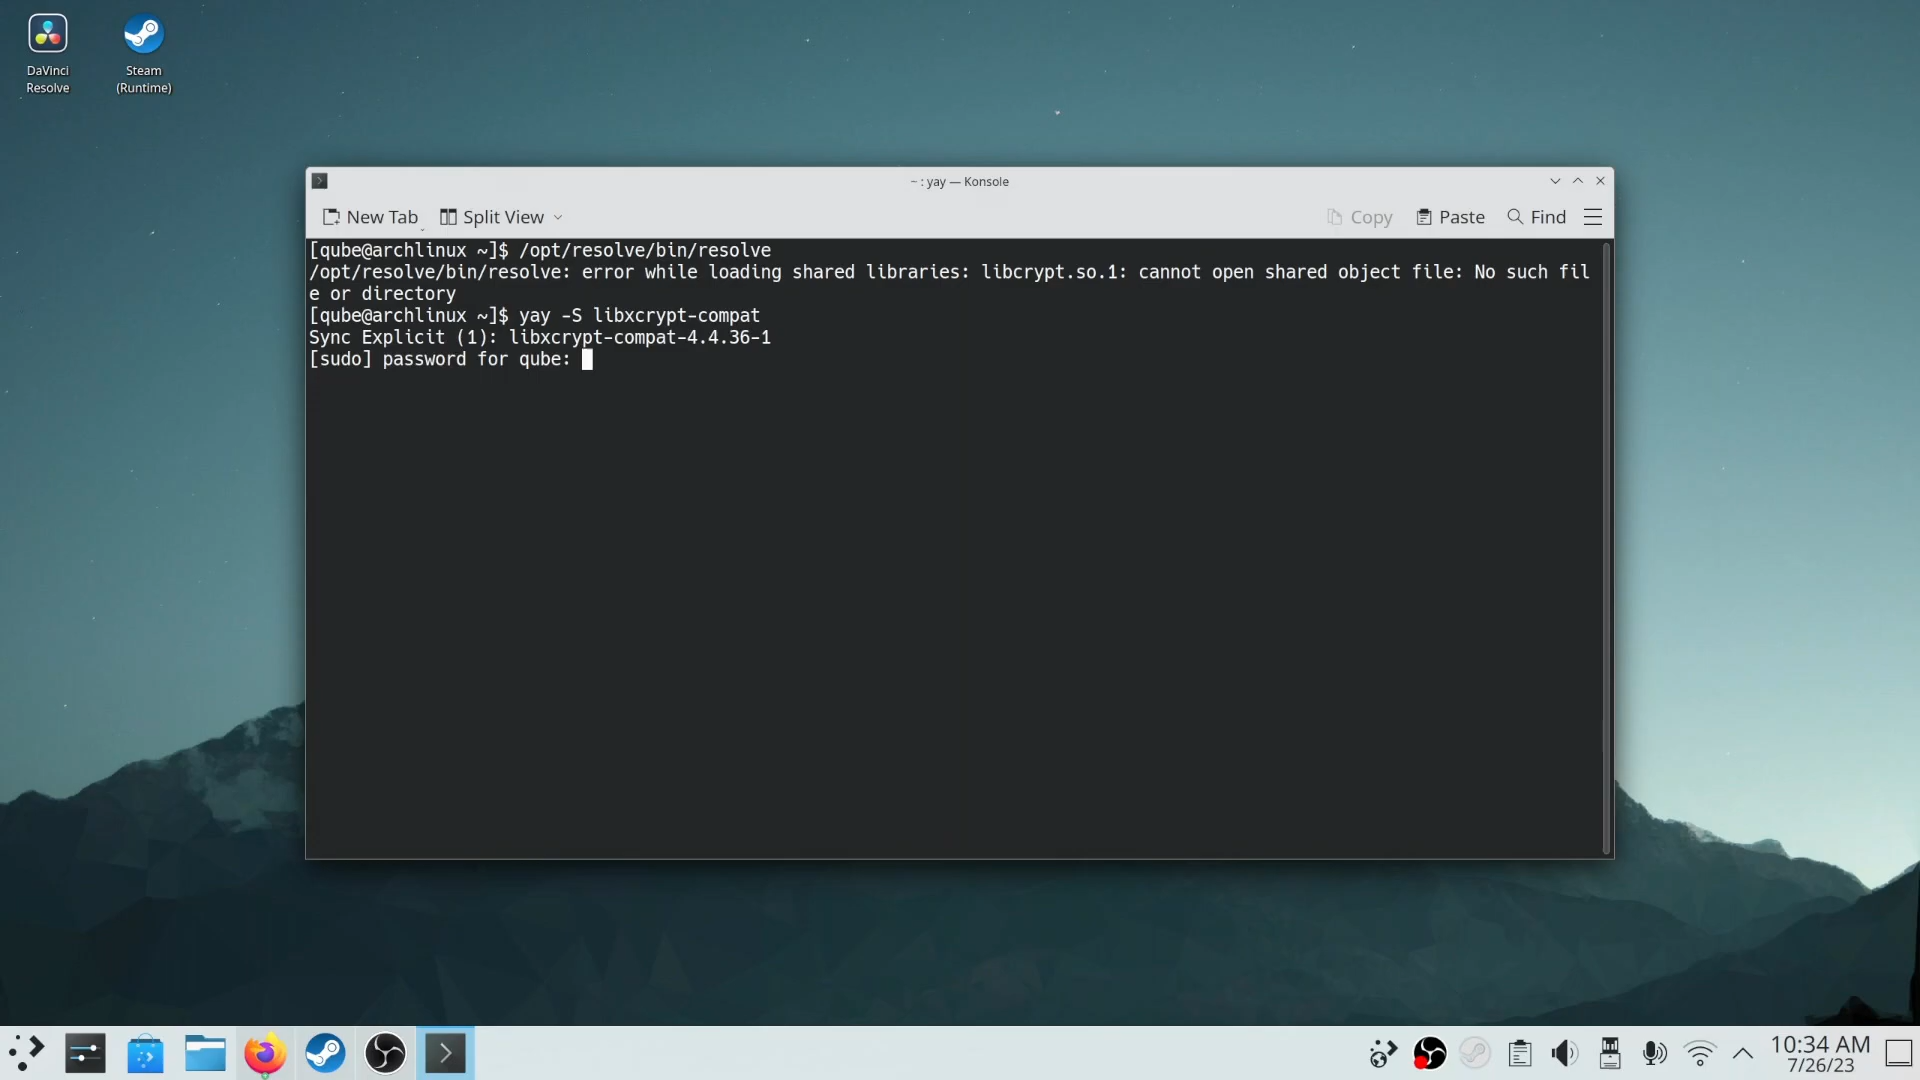 DaVinci
Resolve
Steam
(Runtime)
~ : yay — Konsole
New Tab
Split View
Copy
Paste
Find
[qube@archlinux ~]$ /opt/resolve/bin/resolve
/opt/resolve/bin/resolve: error while loading shared libraries: libcrypt.so.1: cannot open shared object file: No such fil
e or directory
[qube@archlinux ~]$ yay -S libxcrypt-compat
Sync Explicit (1): libxcrypt-compat-4.4.36-1
[sudo] password for qube:
10:34 AM
7/26/23